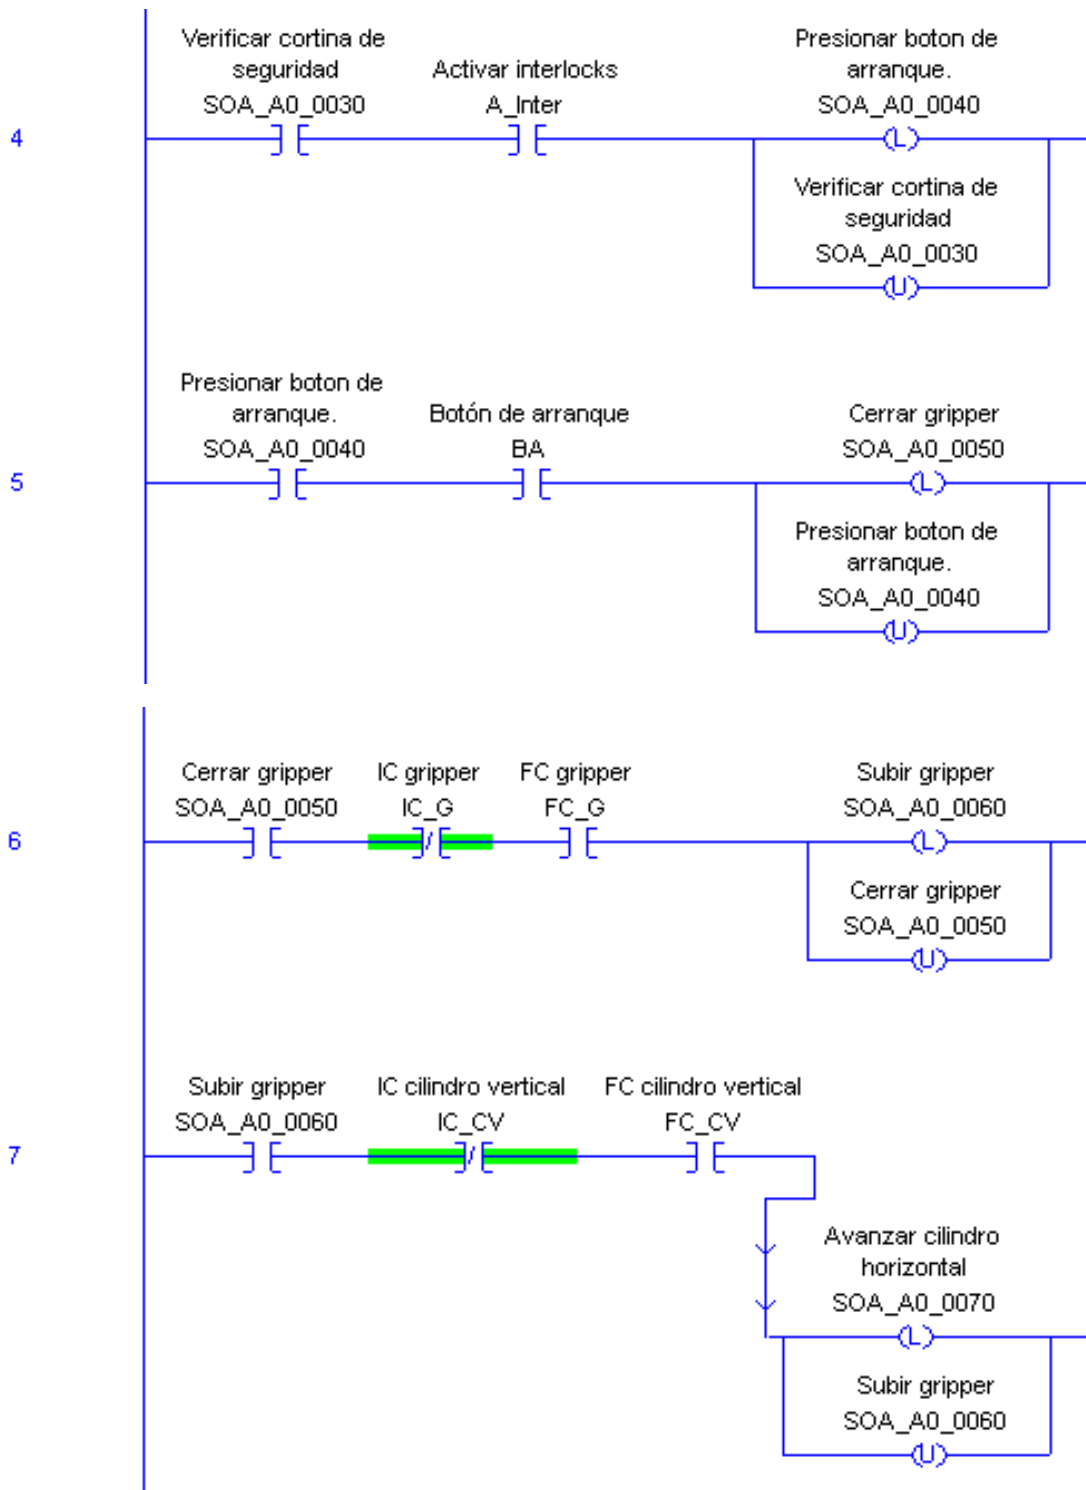 Verificar cortina de
seguridad
SOA_A0_0030
Activar interlocks
A_Inter
Presionar boton de
arranque.
SOA_A0_0040
4
L
Verificar cortina de
seguridad
SOA_A0_0030
U
Presionar boton de
arranque.
SOA_A0_0040
Botón de arranque
BA
Cerrar gripper
SOA_A0_0050
5
L
Presionar boton de
arranque.
SOA_A0_0040
U
Cerrar gripper
SOA_A0_0050
IC gripper
IC_G
FC gripper
FC_G
Subir gripper
SOA_A0_0060
6
L
Cerrar gripper
SOA_A0_0050
U
Subir gripper
SOA_A0_0060
IC cilindro vertical
IC_CV
FC cilindro vertical
FC_CV
7
Avanzar cilindro
horizontal
SOA_A0_0070
L
Subir gripper
SOA_A0_0060
U